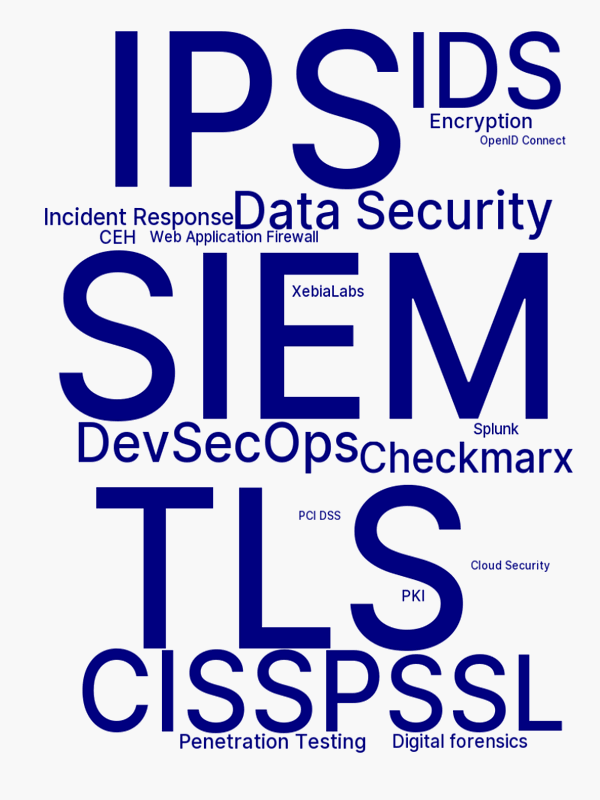 IPS
IDS
Encryption
OpenID Connect
Data Security
Incident Response
CEH
Web Application Firewall
SIEM
XebiaLabs
DevSecOps
Splunk
Checkmarx
TLS
PCI DSS
Cloud Security
PKI
CISSP
SSL
Penetration Testing
Digital forensics